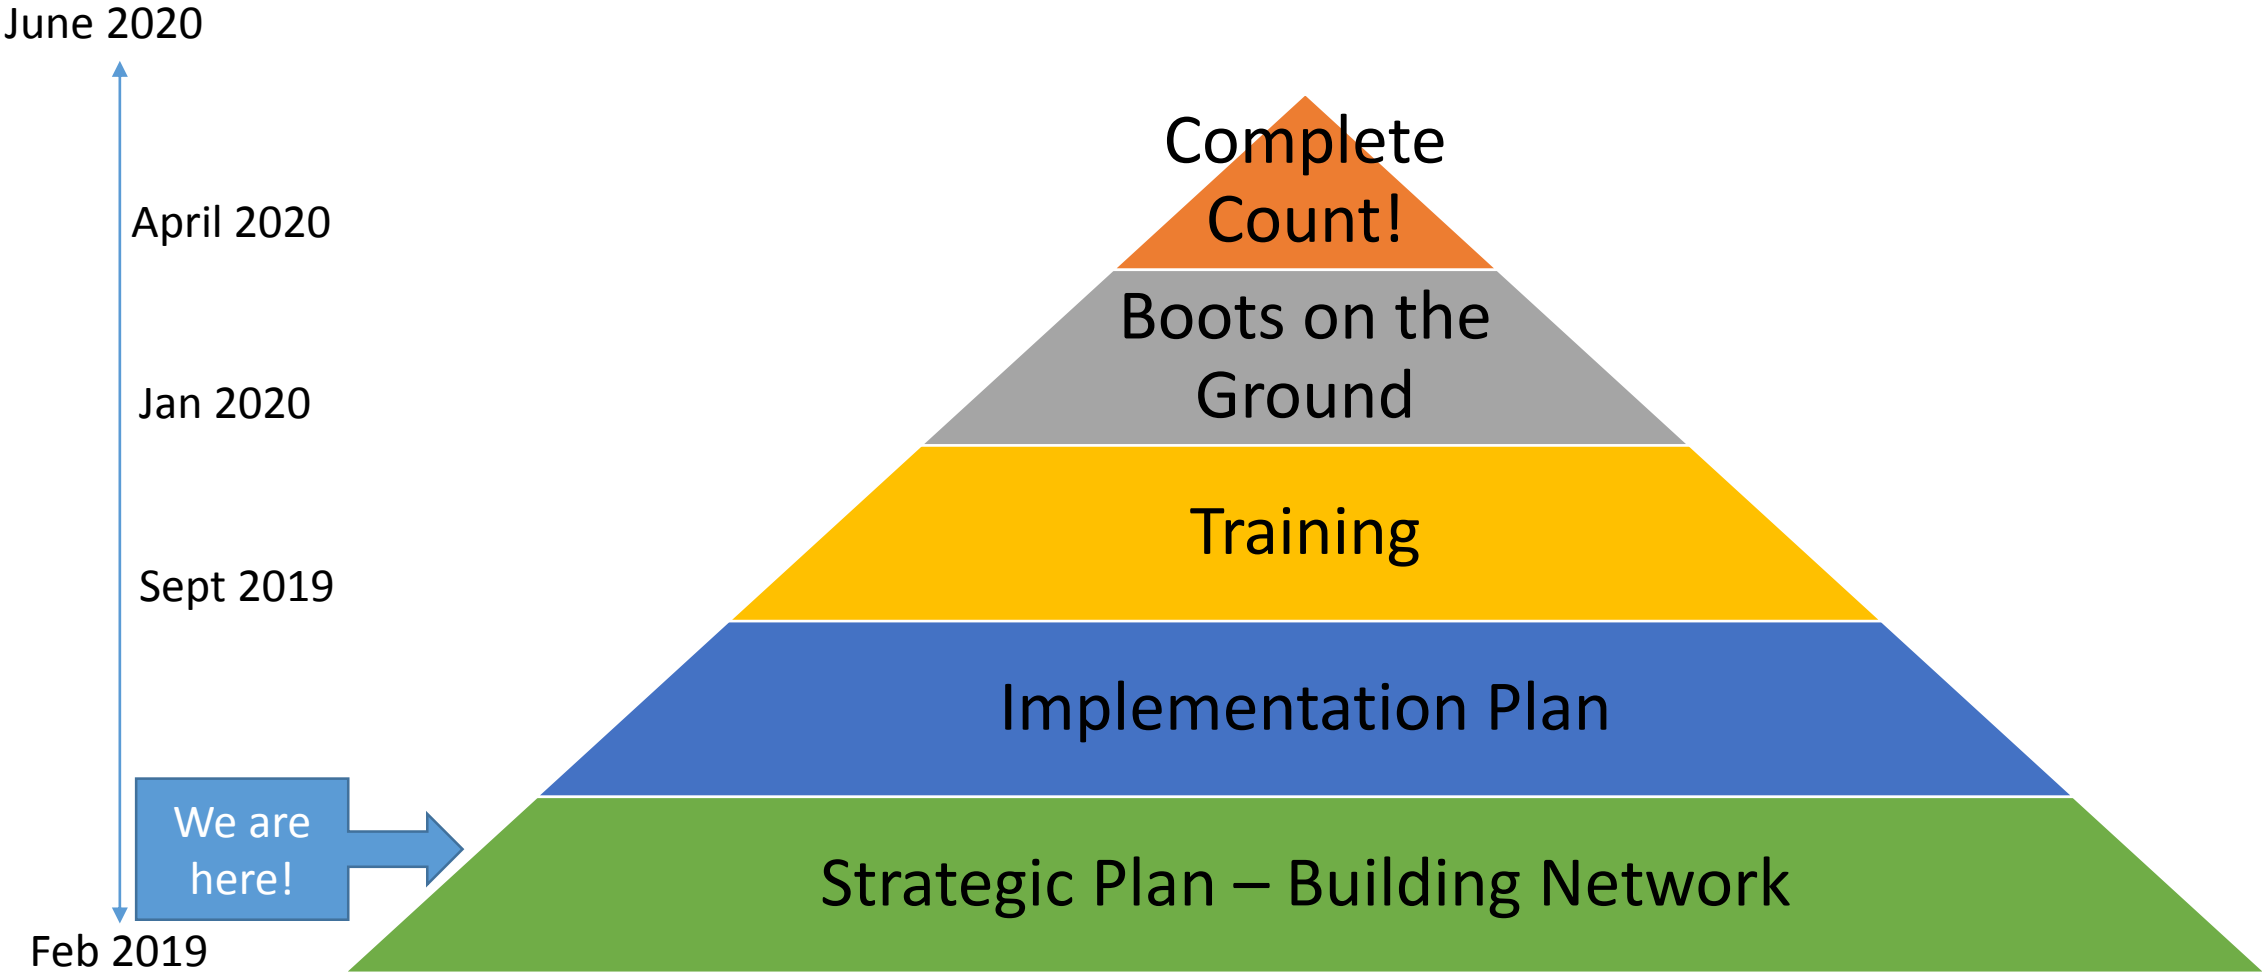 June 2020
Complete
Count!
April 2020
Boots on the
Ground
Jan 2020
Training
Sept 2019
Implementation Plan
We are
here!
Strategic Plan – Building Network
Feb 2019